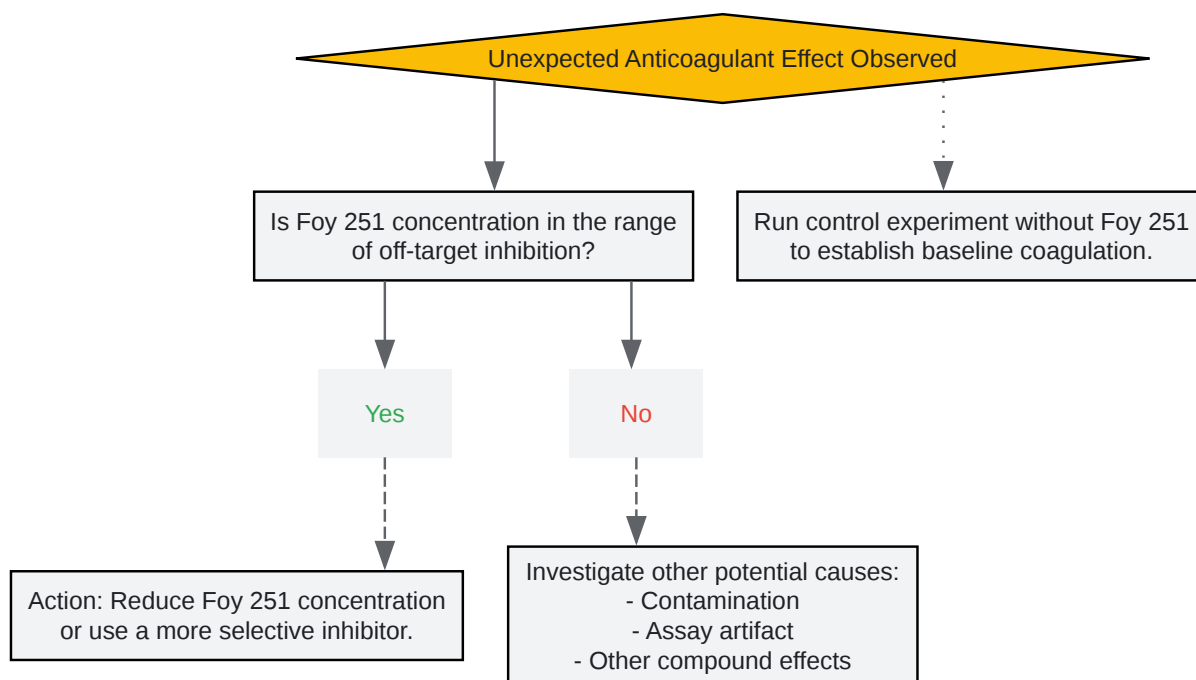 Unexpected Anticoagulant Effect Observed
Is Foy 251 concentration in the range
of off-target inhibition?
Run control experiment without Foy 251
to establish baseline coagulation.
Yes
No
Action: Reduce Foy 251 concentration
or use a more selective inhibitor.
Investigate other potential causes:
- Contamination
- Assay artifact
- Other compound effects